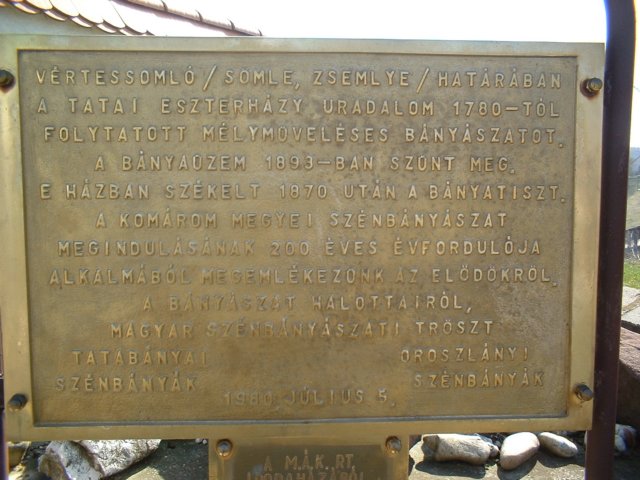 VÉRTESSOMLÓ/SOMLE, ZSEMLYE/HATÁRÁBAN
A TATAI ESZTERHÁZY URADALOM 1780-TÓL
FOLYTATOTT MÉLYMŰVELÉSES BÁNYÁSZATOT.
A BÁNYAÜZEM 1893-BAN SZÜNT MEG.
E HÁZBAN SZÉKELT 1870 UTÁN A BÁNYATISZT.
A KOMÁROM MEGYEI SZÉNBÁNYÁSZAT
MEGINDULÁSÁNAK 200 ÉVES ÉVFORDULÓJA
ALKALMÁBÓL MEGEMLÉKEZÜNK AZ ELŐDÖKRŐL,
A BÁNYÁSZAT HALOTTAIRÓL,
MAGYAR SZÉNBÁNYÁSZATI TRÖSZT
TATABÁNYAI OROSZLÁNYI
SZÉNBÁNYÁK SZÉNBÁNYÁK
1980 JÚLIUS 5.
A M.Á.K. RT.